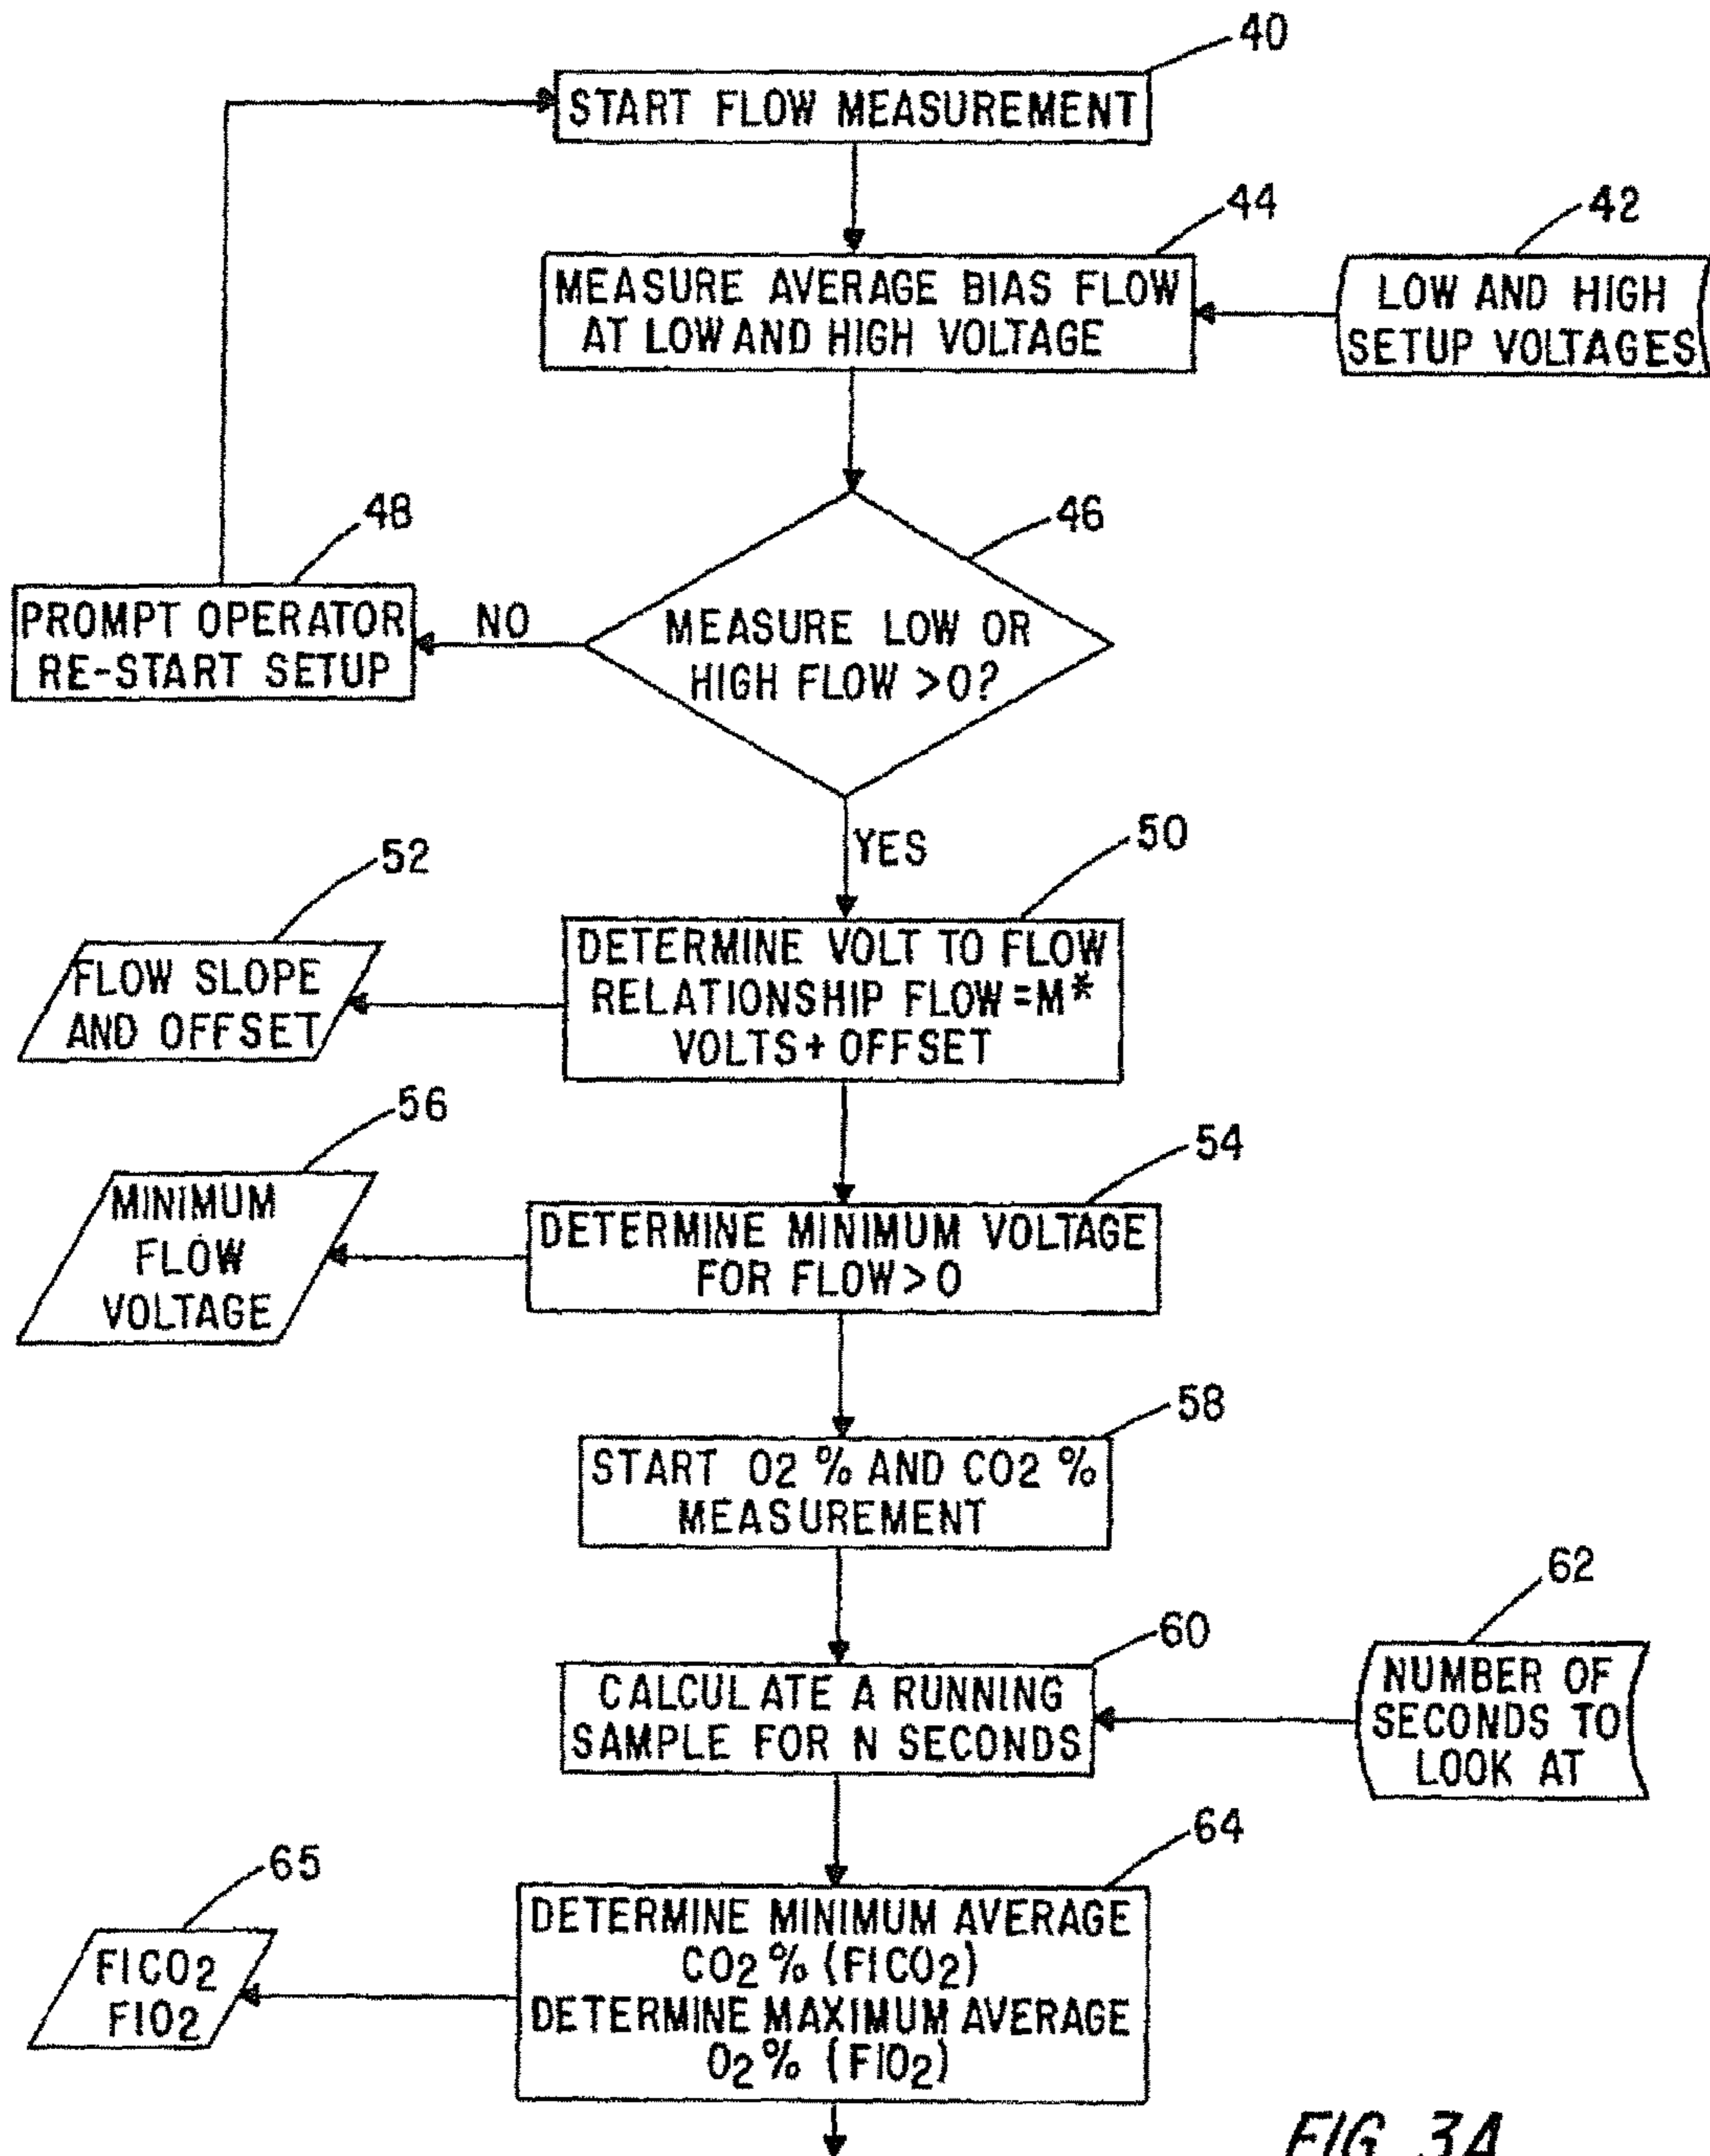 40
START FLOW MEASUREMENT
44
42
MEASURE AVERAGE BIAS FLOW
AT LOW AND HIGH VOLTAGE
LOW AND HIGH
SETUP VOLTAGES
46
48
PROMPT OPERATOR
RE-START SETUP
NO
MEASURE LOW OR
HIGH FLOW >0?
YES
50
52
DETERMINE VOLT TO FLOW
RELATIONSHIP FLOW=M*
VOLTS+ OFFSET
FLOW SLOPE
AND OFFSET
56
54
MINIMUM
FLOW
VOLTAGE
DETERMINE MINIMUM VOLTAGE
FOR FLOW>0
58
START O2 % AND CO2 %
MEASUREMENT
62
60
CALCULATE A RUNNING
SAMPLE FOR N SECONDS
NUMBER OF
SECONDS TO
LOOK AT
64
65
DETERMINE MINIMUM AVERAGE
CO2 % (FICO2)
DETERMINE MAXIMUM AVERAGE
O2 % (FIO2)
FICO2
FIO2
FIG. 3A